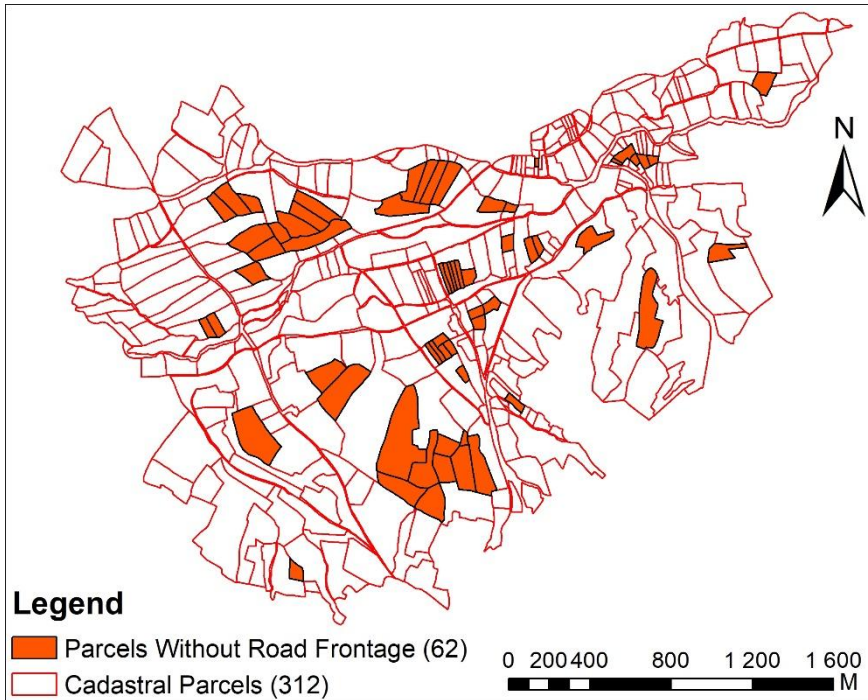 N
Legend
Parcels Without Road Frontage (62)
Cadastral Parcels (312)
0 200 400 800 1 200 1 600
M